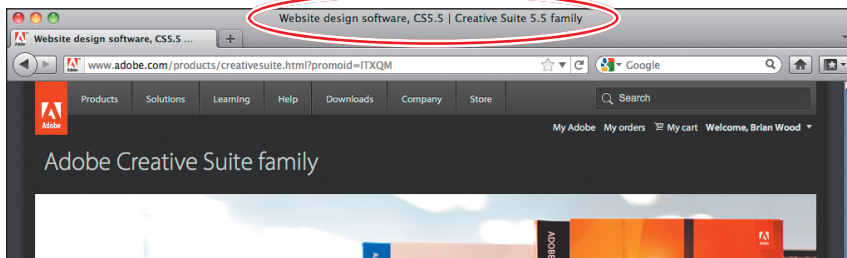 Website design software, CS5.5 | Creative Suite 5.5 family
Website design software, CS5.5 ...
www.adobe.com/products/creativesuite.html?promoid=ITXQM
Google
Adobe
Products Solutions Learning Help Downloads Company Store
Search
My Adobe My orders My cart Welcome, Brian Wood
Adobe Creative Suite family
ADOBE
A
ADOBE